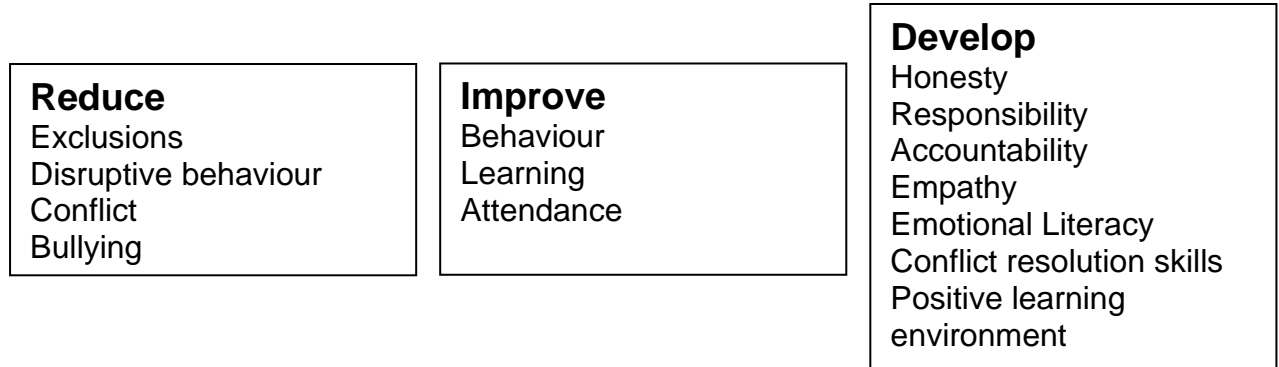 Reduce
Exclusions
Disruptive behaviour
Conflict
Bullying
Improve
Behaviour
Learning
Attendance
Develop
Honesty
Responsibility
Accountability
Empathy
Emotional Literacy
Conflict resolution skills
Positive learning
environment